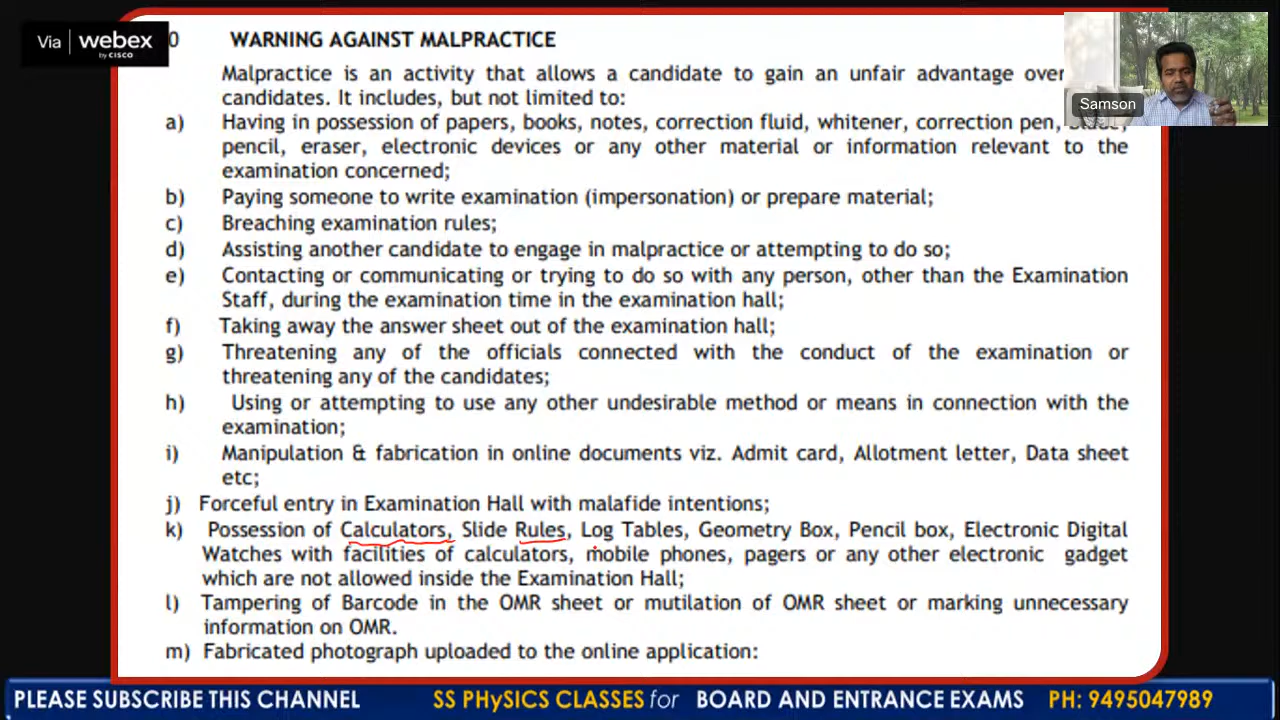 Via webex
by CISCO
0 WARNING AGAINST MALPRACTICE
Malpractice is an activity that allows a candidate to gain an unfair advantage over
candidates. It includes, but not limited to:
Samson
a) Having in possession of papers, books, notes, correction fluid, whitener, correction pen,
pencil, eraser, electronic devices or any other material or information relevant to the
examination concerned;
b) Paying someone to write examination (impersonation) or prepare material;
c) Breaching examination rules;
d) Assisting another candidate to engage in malpractice or attempting to do so;
e) Contacting or communicating or trying to do so with any person, other than the Examination
Staff, during the examination time in the examination hall;
f) Taking away the answer sheet out of the examination hall;
g) Threatening any of the officials connected with the conduct of the examination or
threatening any of the candidates;
h) Using or attempting to use any other undesirable method or means in connection with the
examination;
i) Manipulation & fabrication in online documents viz. Admit card, Allotment letter, Data sheet
etc;
j) Forceful entry in Examination Hall with malafide intentions;
k) Possession of Calculators, Slide Rules, Log Tables, Geometry Box, Pencil box, Electronic Digital
Watches with facilities of calculators, mobile phones, pagers or any other electronic gadget
which are not allowed inside the Examination Hall;
l) Tampering of Barcode in the OMR sheet or mutilation of OMR sheet or marking unnecessary
information on OMR.
m) Fabricated photograph uploaded to the online application:
PLEASE SUBSCRIBE THIS CHANNEL SS PHySICS CLASSES for BOARD AND ENTRANCE EXAMS PH: 9495047989